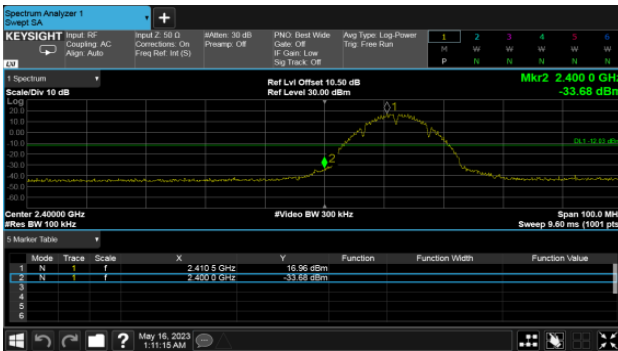 Spectrum Analyzer 1
Swept SA
KEYSIGHT Input: RF Input Z: 50 Ω #Atten: 30 dB PNO: Best Wide Avg Type: Log-Power 1 2 3 4 5 6
Coupling: AC Corrections: On Preamp: Off Gate: Off Trig: Free Run M W W W W W
Align: Auto Freq Ref: Int (S) IF Gain: Low
Sig Track: Off P N N N N N
LXI
1 Spectrum Ref Lvl Offset 10.50 dB Mkr2 2.400 0 GHz
Scale/Div 10 dB Ref Level 30.00 dBm -33.68 dBm
Log
20.0
10.0
0.00
-10.0
-20.0
-30.0
-40.0
-50.0
-60.0
1
2
DL1 -12.03 dBm
Center 2.40000 GHz #Video BW 300 kHz Span 100.0 MH
#Res BW 100 kHz Sweep 9.60 ms (1001 pts
5 Marker Table
Mode Trace Scale X Y Function Function Width Function Value
1 N 1 f 2.410 5 GHz 16.96 dBm
2 N 1 f 2.400 0 GHz -33.68 dBm
3
4
5
6
? May 16, 2023
1:11:15 AM